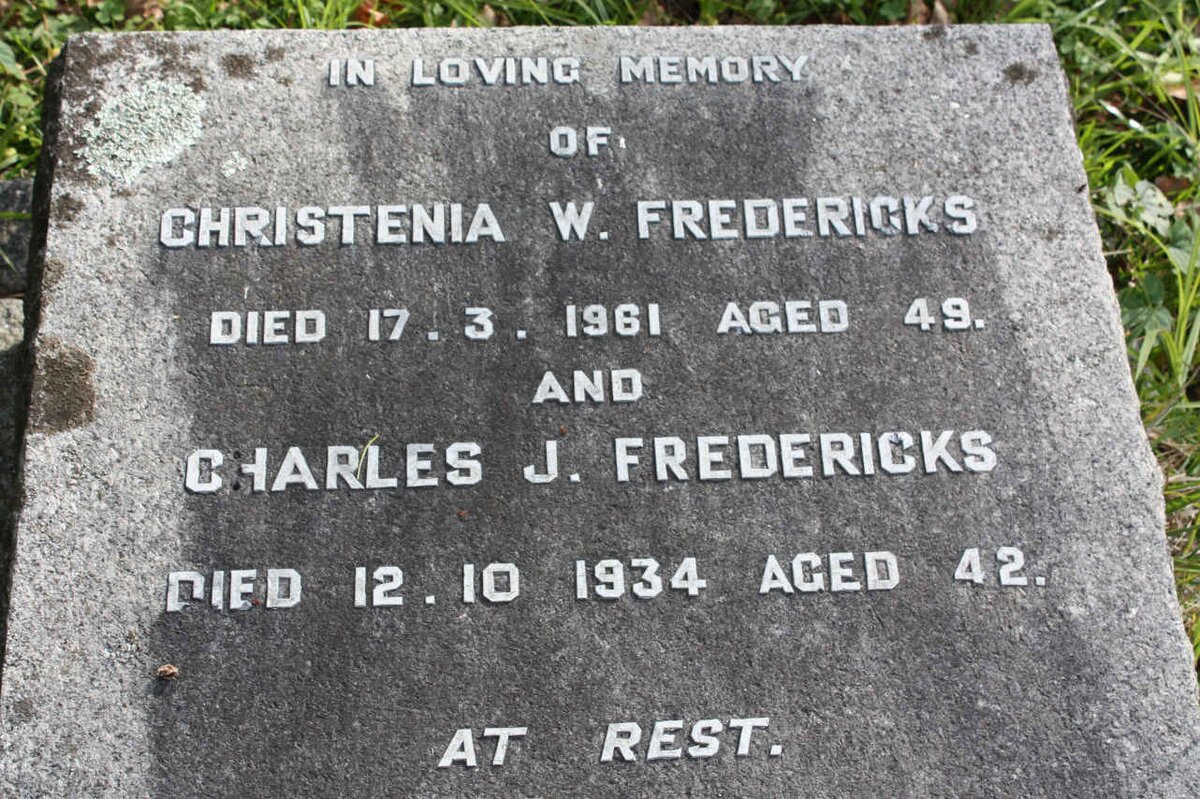 IN LOVING MEMORY
OF
CHRISTENIA W. FREDERICKS
DIED 17.3.1961 AGED 49.
AND
CHARLES J. FREDERICKS
DIED 12.10 1934 AGED 42.
AT REST.